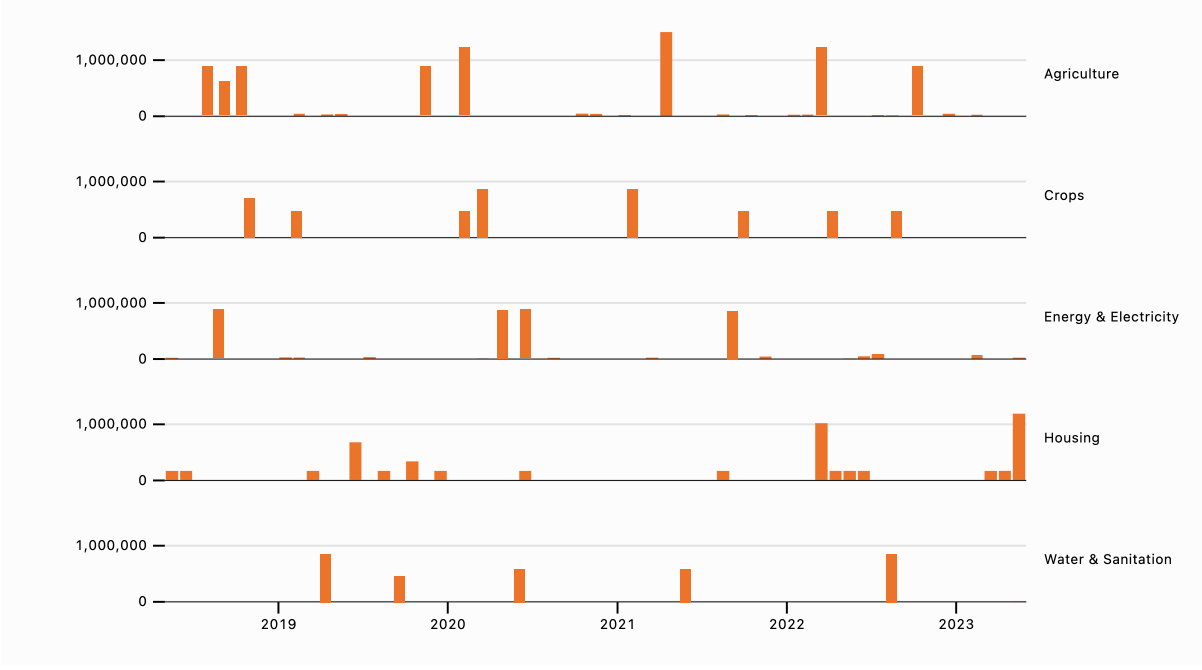 1,000,000
0
Agriculture
1,000,000
0
Crops
1,000,000
0
Energy & Electricity
1,000,000
0
Housing
1,000,000
0
Water & Sanitation
2019 2020 2021 2022 2023